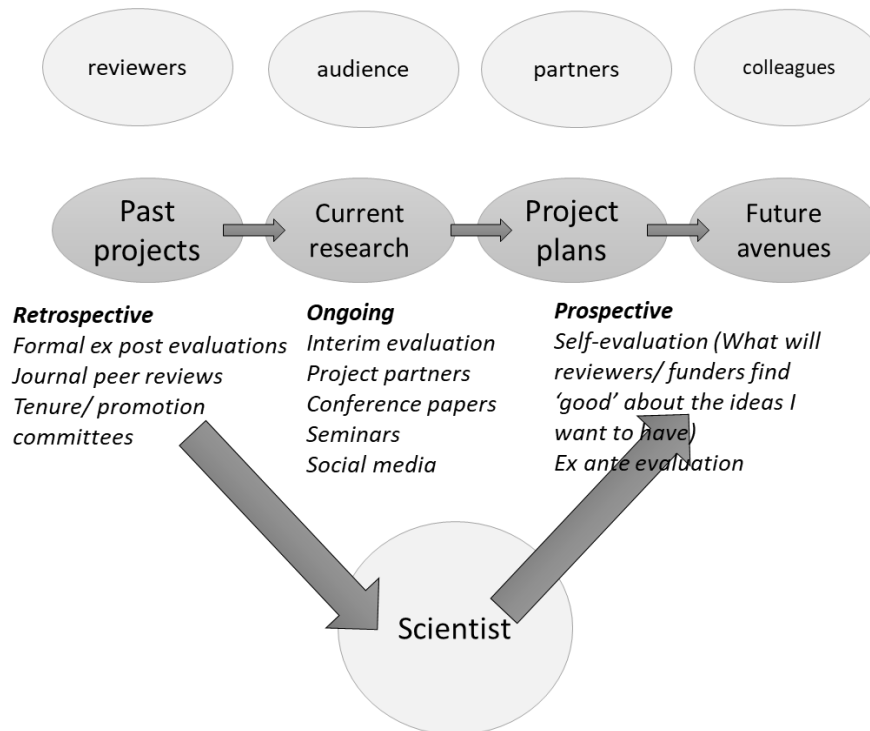 reviewers
audience
partners
colleagues
Past
projects
Current
research
Project
plans
Future
avenues
Retrospective
Formal ex post evaluations
Journal peer reviews
Tenure/ promotion
committees
Ongoing
Interim evaluation
Project partners
Conference papers
Seminars
Social media
Prospective
Self-evaluation (What will
reviewers/ funders find
‘good’ about the ideas I
want to have)
Ex ante evaluation
Scientist